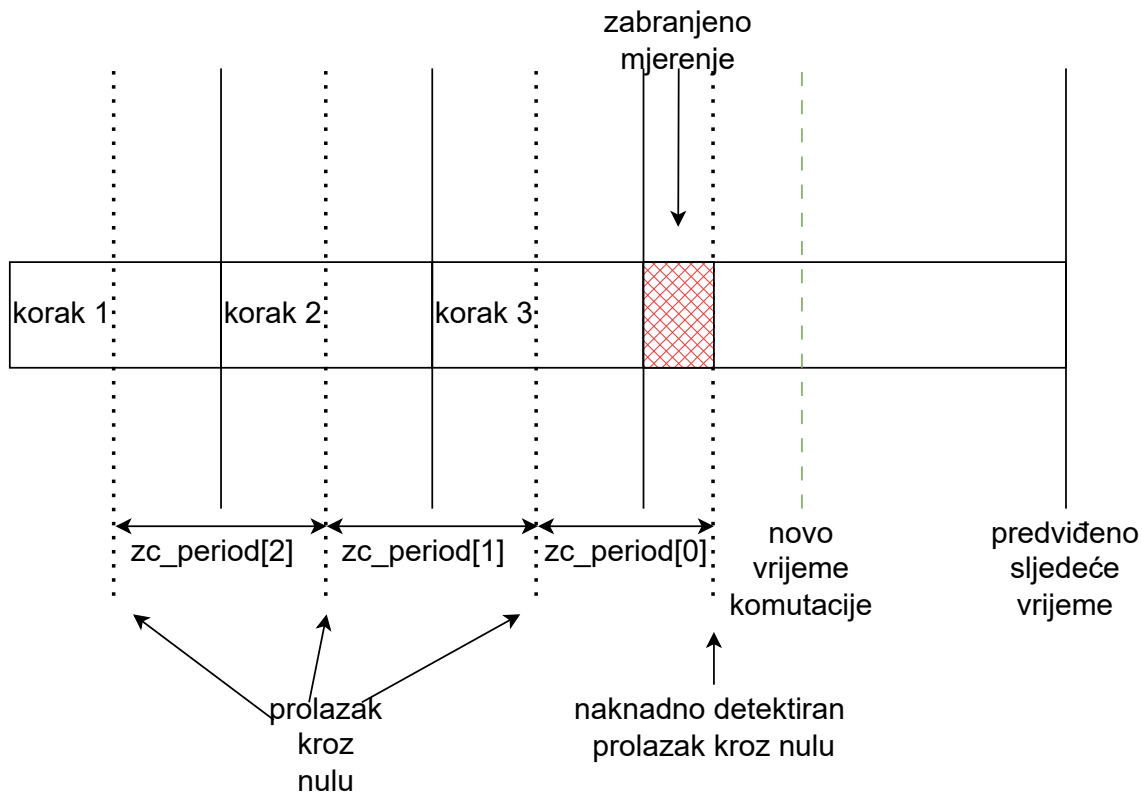 zabranjeno
mjerenje
korak 1
korak 2
korak 3
zc_period[2]
zc_period[1]
zc_period[0]
novo
vrijeme
komutacije
predviđeno
sljedeće
vrijeme
prolazak
kroz
nulu
naknadno detektiran
prolazak kroz nulu